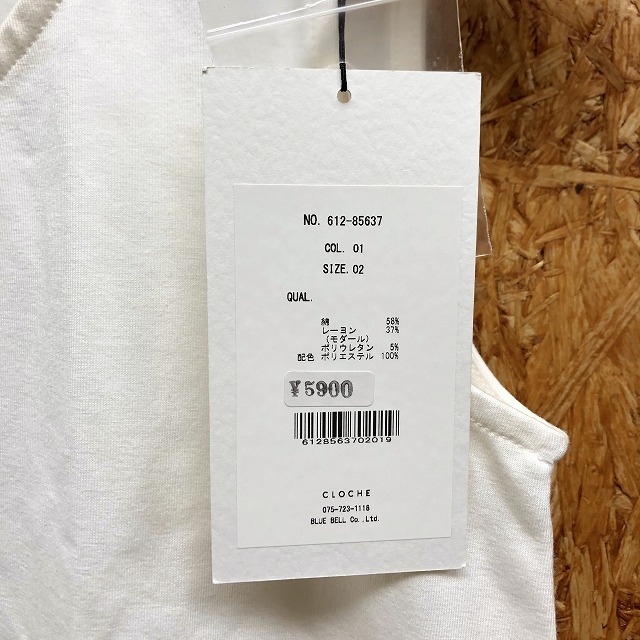 NO. 612-85637
COL. 01
SIZE.02
QUAL.
綿 58%
レーヨン 37%
(モダール)
ポリウレタン 5%
配色 ポリエステル 100%
¥5900
6128563702019
CLOCHE
075-723-1118
BLUE BELL Co.,Ltd.